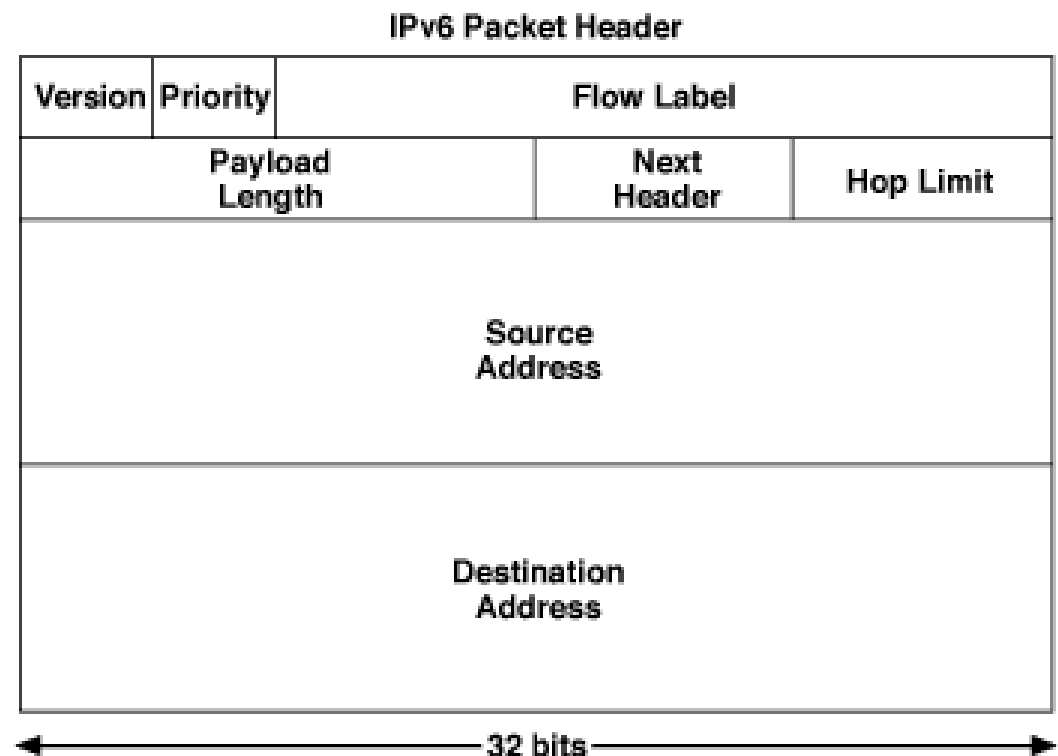 IPv6 Packet Header
Version Priority Flow Label
Payload Next
Length Header Hop Limit
Source
Address
Destination
Address
32 bits